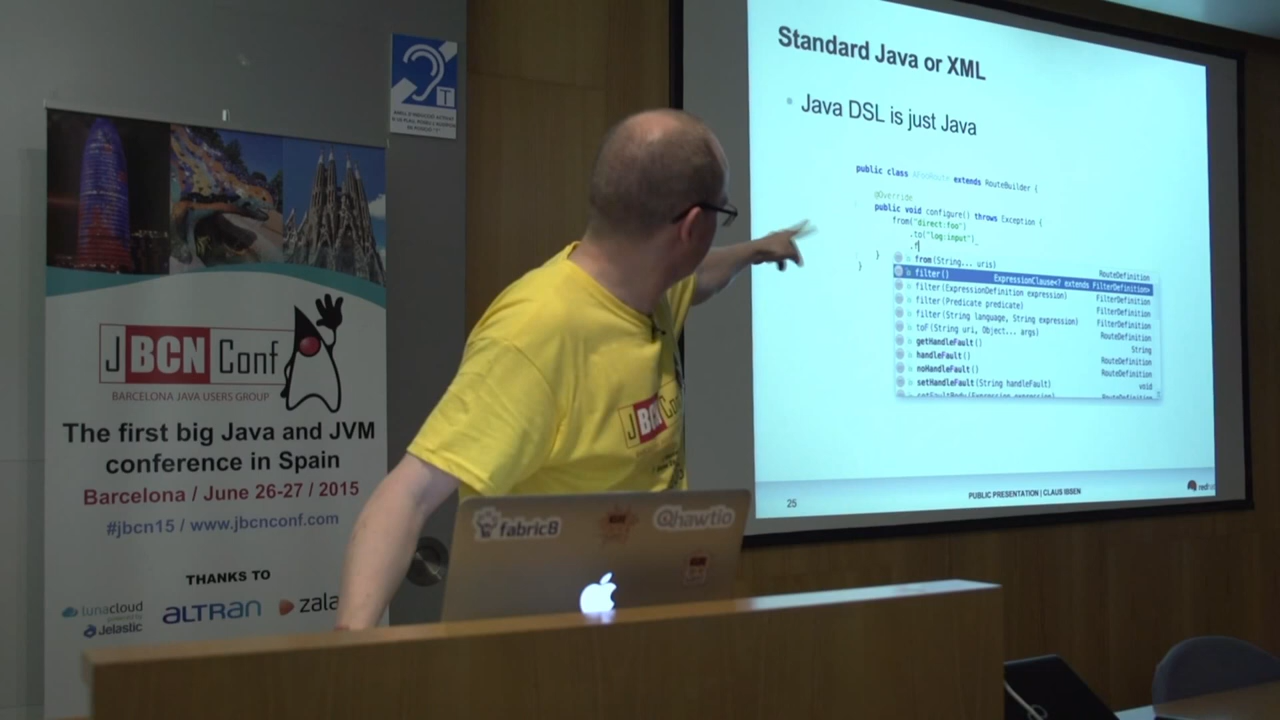 JBCNConf
BARCELONA JAVA USERS GROUP
The first big Java and JVM
conference in Spain
Barcelona / June 26-27 / 2015
#jbcn15 / www.jbcnconf.com
THANKS TO
lunacloud
Jelastic
ALTRAN
zala
T
JBCNConf
fabric8
hawtio
Standard Java or XML
Java DSL is just Java
public class AFooRoute extends RouteBuilder {
@Override
public void configure() throws Exception {
from("direct:foo")
.to("log:input")
.f
}
}
from(String... uris) RouteDefinition
filter() ExpressionClause<? extends FilterDefinition>
filter(ExpressionDefinition expression) FilterDefinition
filter(Predicate predicate) FilterDefinition
filter(String language, String expression) FilterDefinition
toF(String uri, Object... args) RouteDefinition
getHandleFault() String
handleFault() RouteDefinition
noHandleFault() RouteDefinition
setHandleFault(String handleFault) void
25
PUBLIC PRESENTATION | CLAUS IBSEN
redhat